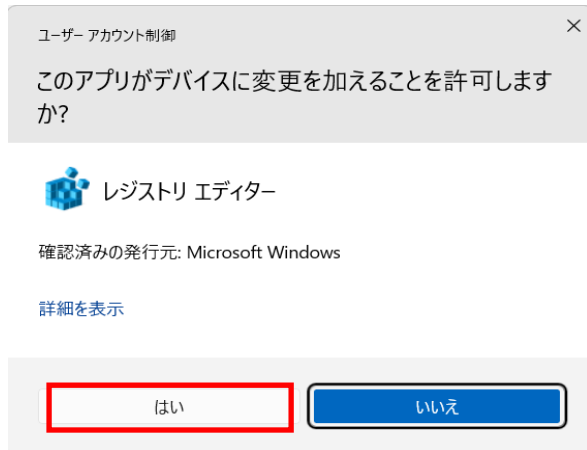 ユーザー アカウント制御
このアプリがデバイスに変更を加えることを許可します
か?
レジストリ エディター
確認済みの発行元: Microsoft Windows
詳細を表示
はい
いいえ